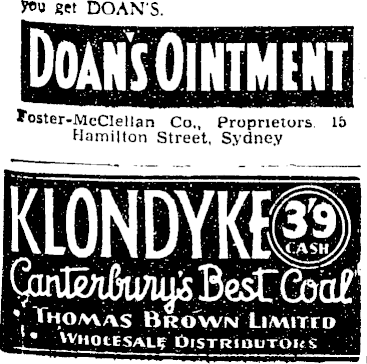 you get DOAN'S.
DOAN'S OINTMENT
Foster-McClellan Co., Proprietors. 15
Hamilton Street, Sydney
KLONDYKE 3'9
CASH
Canterbury's Best Coal
• THOMAS BROWN LIMITED
• WHOLESALE DISTRIBUTORS